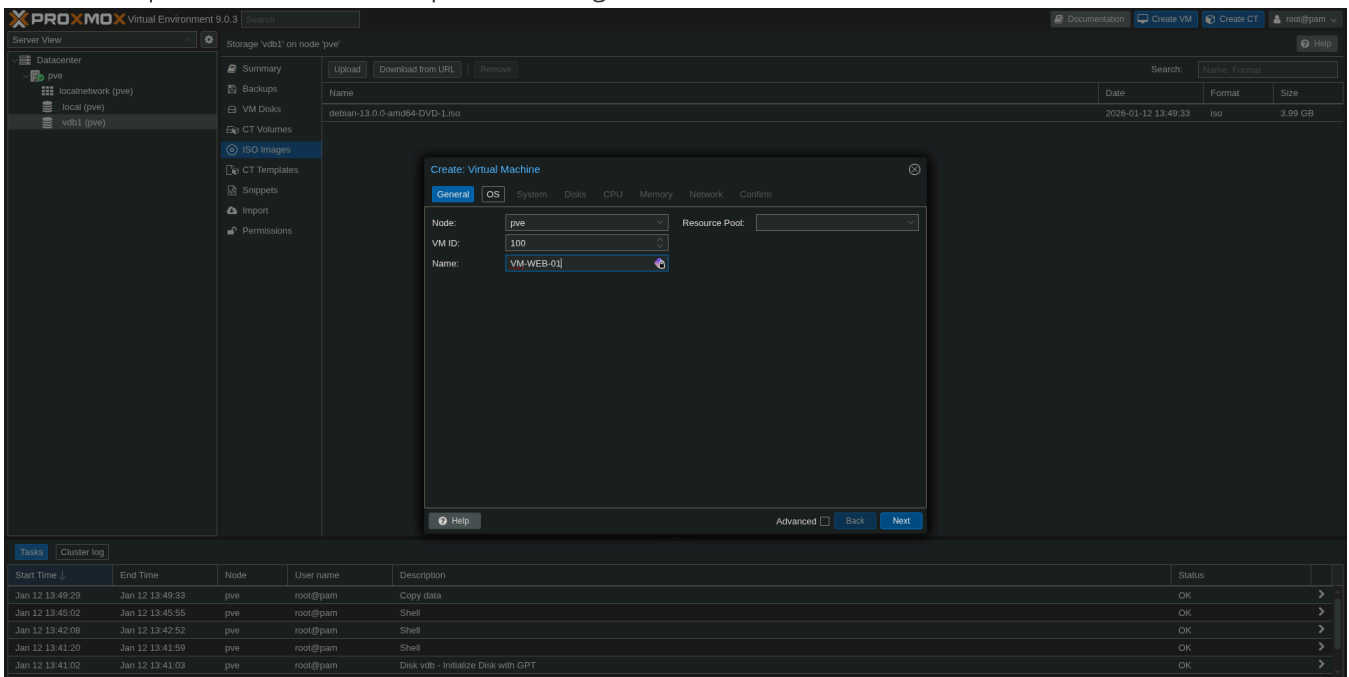 PROXMOX Virtual Environment 9.0.3 Search Documentation Create VM Create CT root@pam
Server View Storage 'vdb1' on node 'pve' Help
Datacenter
pve
localnetwork (pve)
local (pve)
vdb1 (pve)
Summary
Backups
VM Disks
CT Volumes
ISO Images
CT Templates
Snippets
Import
Permissions
Upload Download from URL Remove Search: Name, Format
Name Date Format Size
debian-13.0.0-amd64-DVD-1.iso 2026-01-12 13:49:33 iso 3.99 GB
Create: Virtual Machine
General OS System Disks CPU Memory Network Confirm
Node: pve Resource Pool:
VM ID: 100
Name: VM-WEB-01
Help Advanced Back Next
Tasks Cluster log
Start Time ↓ End Time Node User name Description Status
Jan 12 13:49:29 Jan 12 13:49:33 pve root@pam Copy data OK
Jan 12 13:45:02 Jan 12 13:45:55 pve root@pam Shell OK
Jan 12 13:42:08 Jan 12 13:42:52 pve root@pam Shell OK
Jan 12 13:41:20 Jan 12 13:41:59 pve root@pam Shell OK
Jan 12 13:41:02 Jan 12 13:41:03 pve root@pam Disk vdb - Initialize Disk with GPT OK